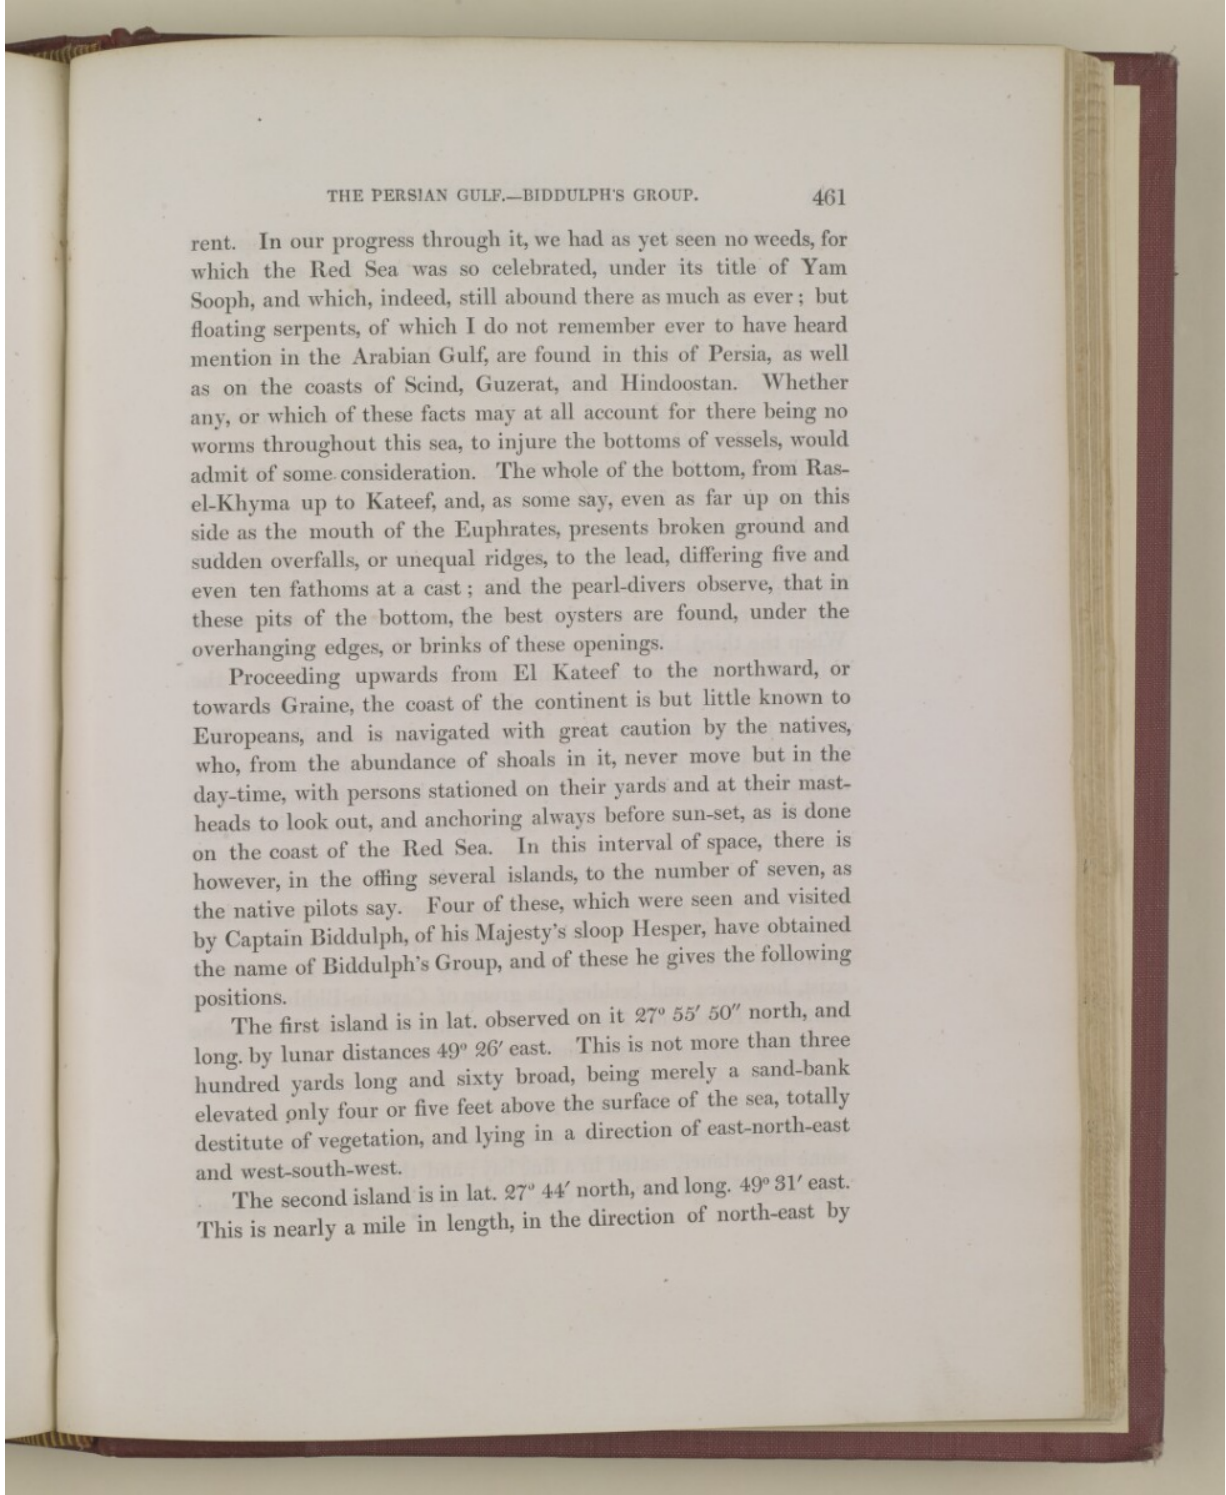 THE PERSIAN GULF.—BIDDULPH'S GROUP. 461
rent. In our progress through it, we had as yet seen no weeds, for
which the Red Sea was so celebrated, under its title of Yam
Sooph, and which, indeed, still abound there as much as ever; but
floating serpents, of which I do not remember ever to have heard
mention in the Arabian Gulf, are found in this of Persia, as well
as on the coasts of Scind, Guzerat, and Hindoostan. Whether
any, or which of these facts may at all account for there being no
worms throughout this sea, to injure the bottoms of vessels, would
admit of some consideration. The whole of the bottom, from Ras-
el-Khyma up to Kateef, and, as some say, even as far up on this
side as the mouth of the Euphrates, presents broken ground and
sudden overfalls, or unequal ridges, to the lead, differing five and
even ten fathoms at a cast; and the pearl-divers observe, that in
these pits of the bottom, the best oysters are found, under the
overhanging edges, or brinks of these openings.
Proceeding upwards from El Kateef to the northward, or
towards Graine, the coast of the continent is but little known to
Europeans, and is navigated with great caution by the natives,
who, from the abundance of shoals in it, never move but in the
day-time, with persons stationed on their yards and at their mast-
heads to look out, and anchoring always before sun-set, as is done
on the coast of the Red Sea. In this interval of space, there is
however, in the offing several islands, to the number of seven, as
the native pilots say. Four of these, which were seen and visited
by Captain Biddulph, of his Majesty's sloop Hesper, have obtained
the name of Biddulph's Group, and of these he gives the following
positions.
The first island is in lat. observed on it 27° 55′ 50″ north, and
long. by lunar distances 49° 26′ east. This is not more than three
hundred yards long and sixty broad, being merely a sand-bank
elevated only four or five feet above the surface of the sea, totally
destitute of vegetation, and lying in a direction of east-north-east
and west-south-west.
The second island is in lat. 27° 44′ north, and long. 49° 31′ east.
This is nearly a mile in length, in the direction of north-east by